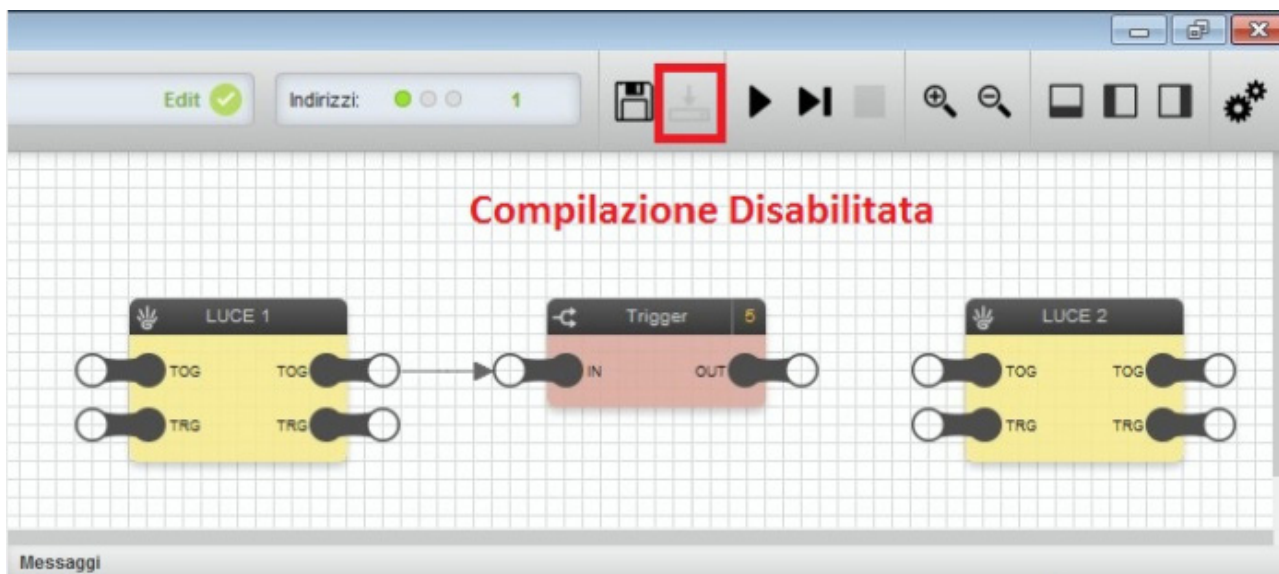 Edit
Indirizzi: 1
Compilazione Disabilitata
LUCE 1 Trigger 5 LUCE 2
TOG TOG IN OUT TOG TOG
TRG TRG TRG TRG
Messaggi